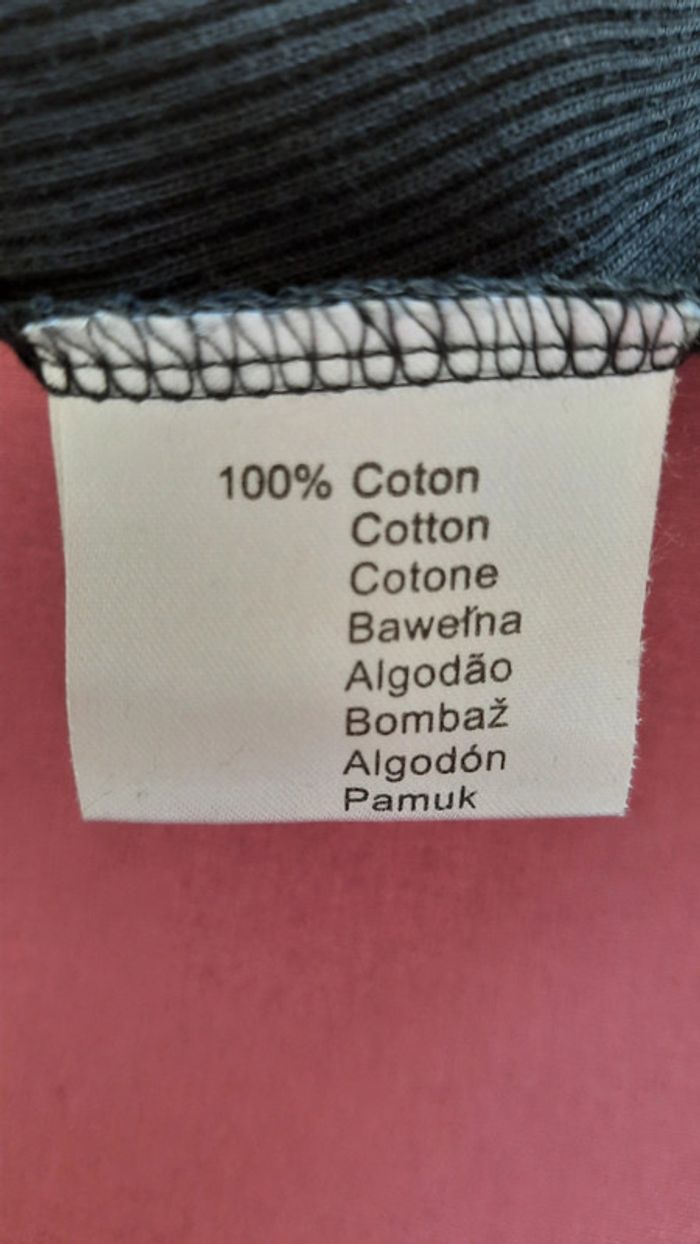 100% Coton
Cotton
Cotone
Bawełna
Algodão
Bombaž
Algodón
Pamuk